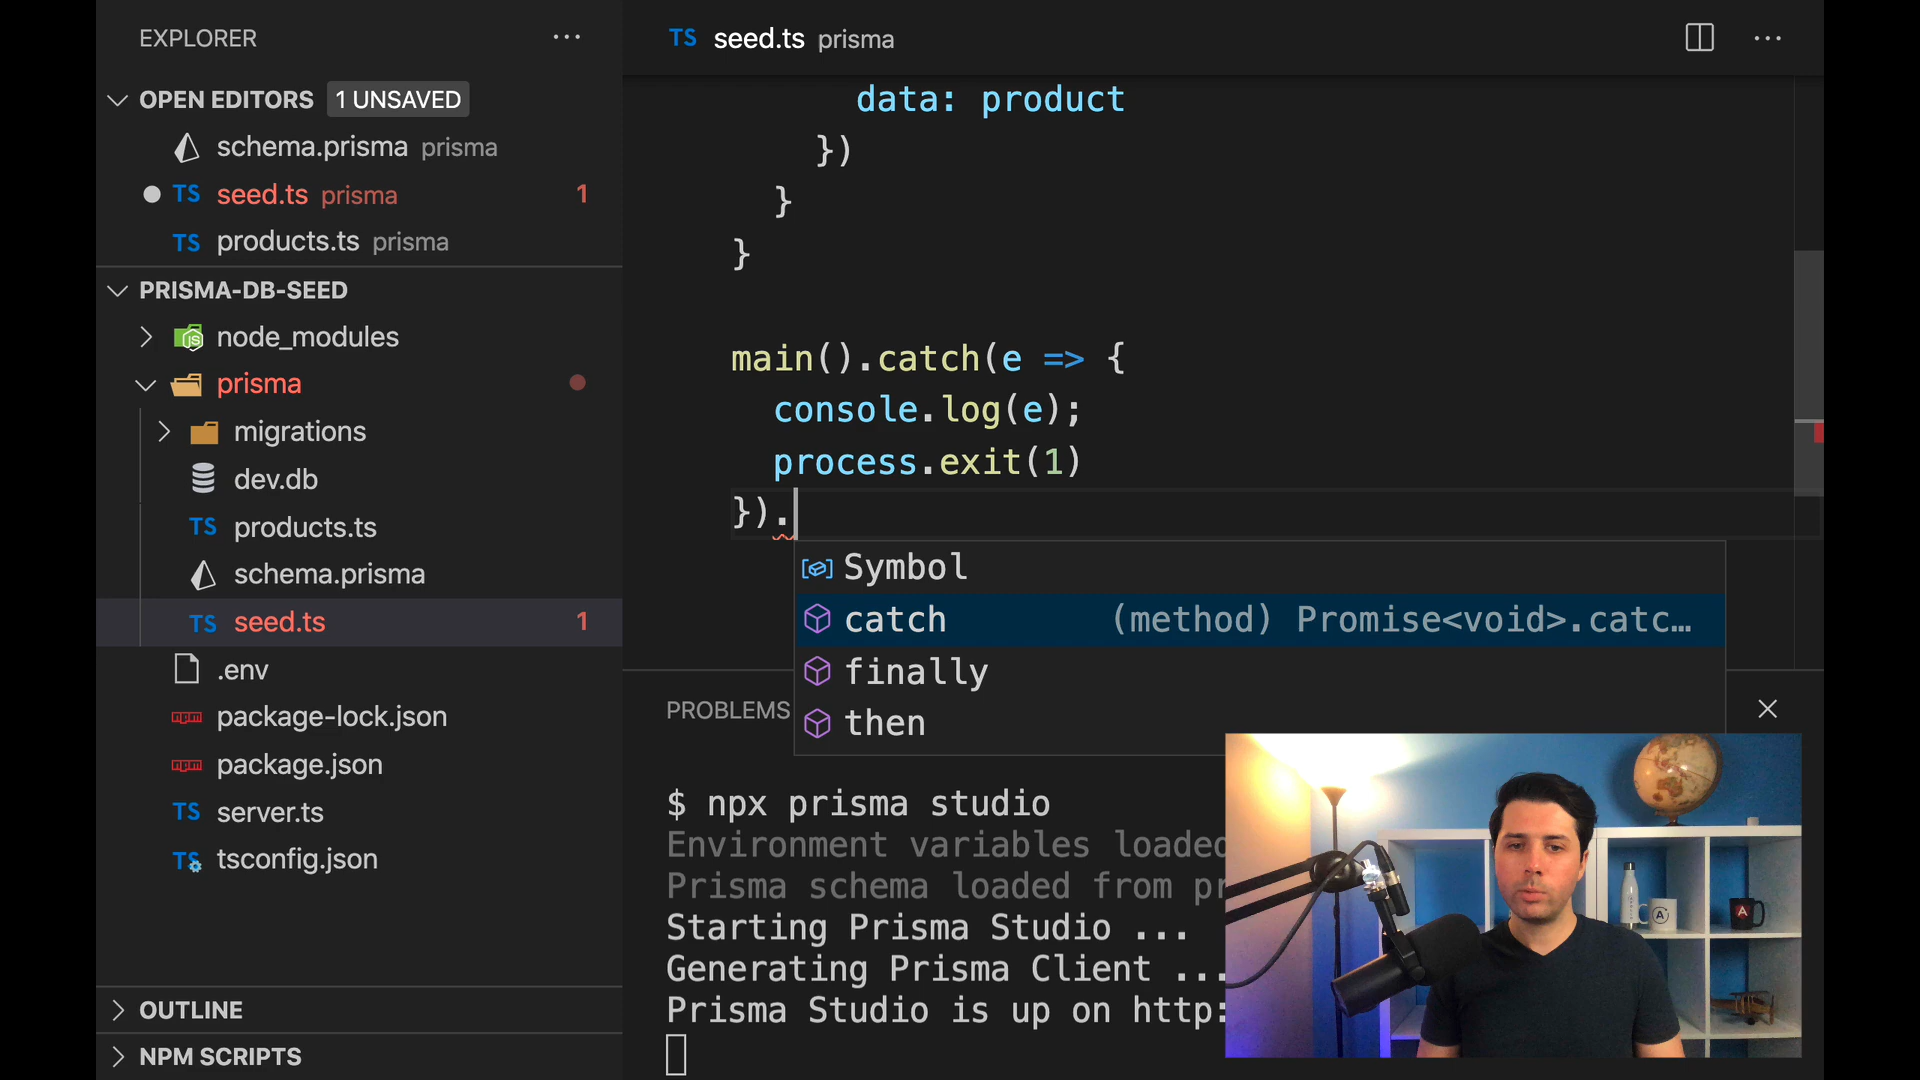 EXPLORER
OPEN EDITORS 1 UNSAVED
schema.prisma prisma
TS seed.ts prisma 1
TS products.ts prisma
PRISMA-DB-SEED
node_modules
prisma
migrations
dev.db
TS products.ts
schema.prisma
TS seed.ts 1
.env
package-lock.json
package.json
TS server.ts
tsconfig.json
OUTLINE
NPM SCRIPTS
TS seed.ts prisma
data: product
})
}
}
main().catch(e => {
console.log(e);
process.exit(1)
}).
Symbol
catch (method) Promise<void>.catc…
finally
then
PROBLEMS
$ npx prisma studio
Environment variables loaded
Prisma schema loaded from pr
Starting Prisma Studio ...
Generating Prisma Client ...
Prisma Studio is up on http:
A
A